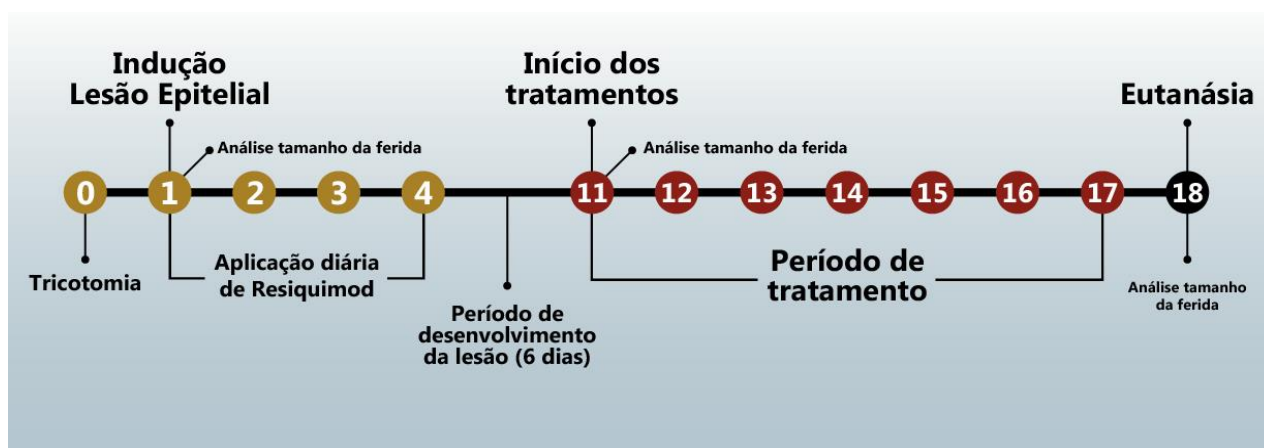 Indução
Lesão Epitelial
Análise tamanho da ferida
Início dos
tratamentos
Análise tamanho da ferida
Eutanásia
0
1
2
3
4
11
12
13
14
15
16
17
18
Tricotomia
Aplicação diária
de Resiquimod
Período de
desenvolvimento
da lesão (6 dias)
Período de
tratamento
Análise tamanho
da ferida